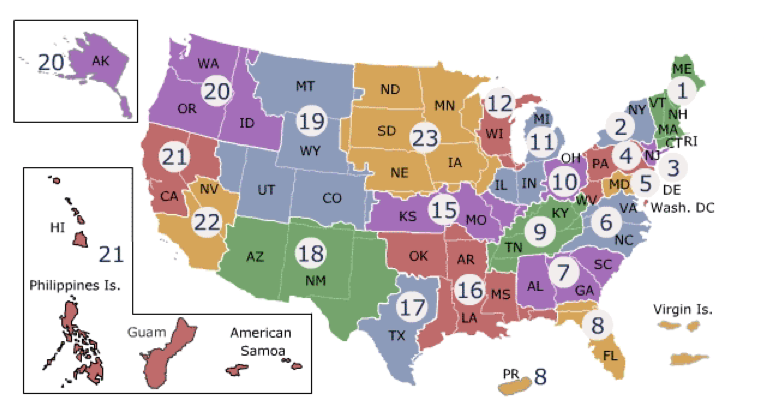 20 AK
WA
20
OR
ID
MT
19
WY
ND
MN
SD
23
NE
IA
12
WI
MI
11
ME
1
VT
NH
NY
2
MA
CT RI
21
CA
NV
22
UT
CO
IL
IN
OH
10
PA
4
NJ
3
MD
5
DE
WV
Wash. DC
VA
6
NC
KS
15
MO
KY
9
TN
AZ
18
NM
OK
AR
16
MS
LA
17
TX
AL
7
GA
SC
8
FL
HI
21
Philippines Is.
Guam
American
Samoa
PR 8
Virgin Is.